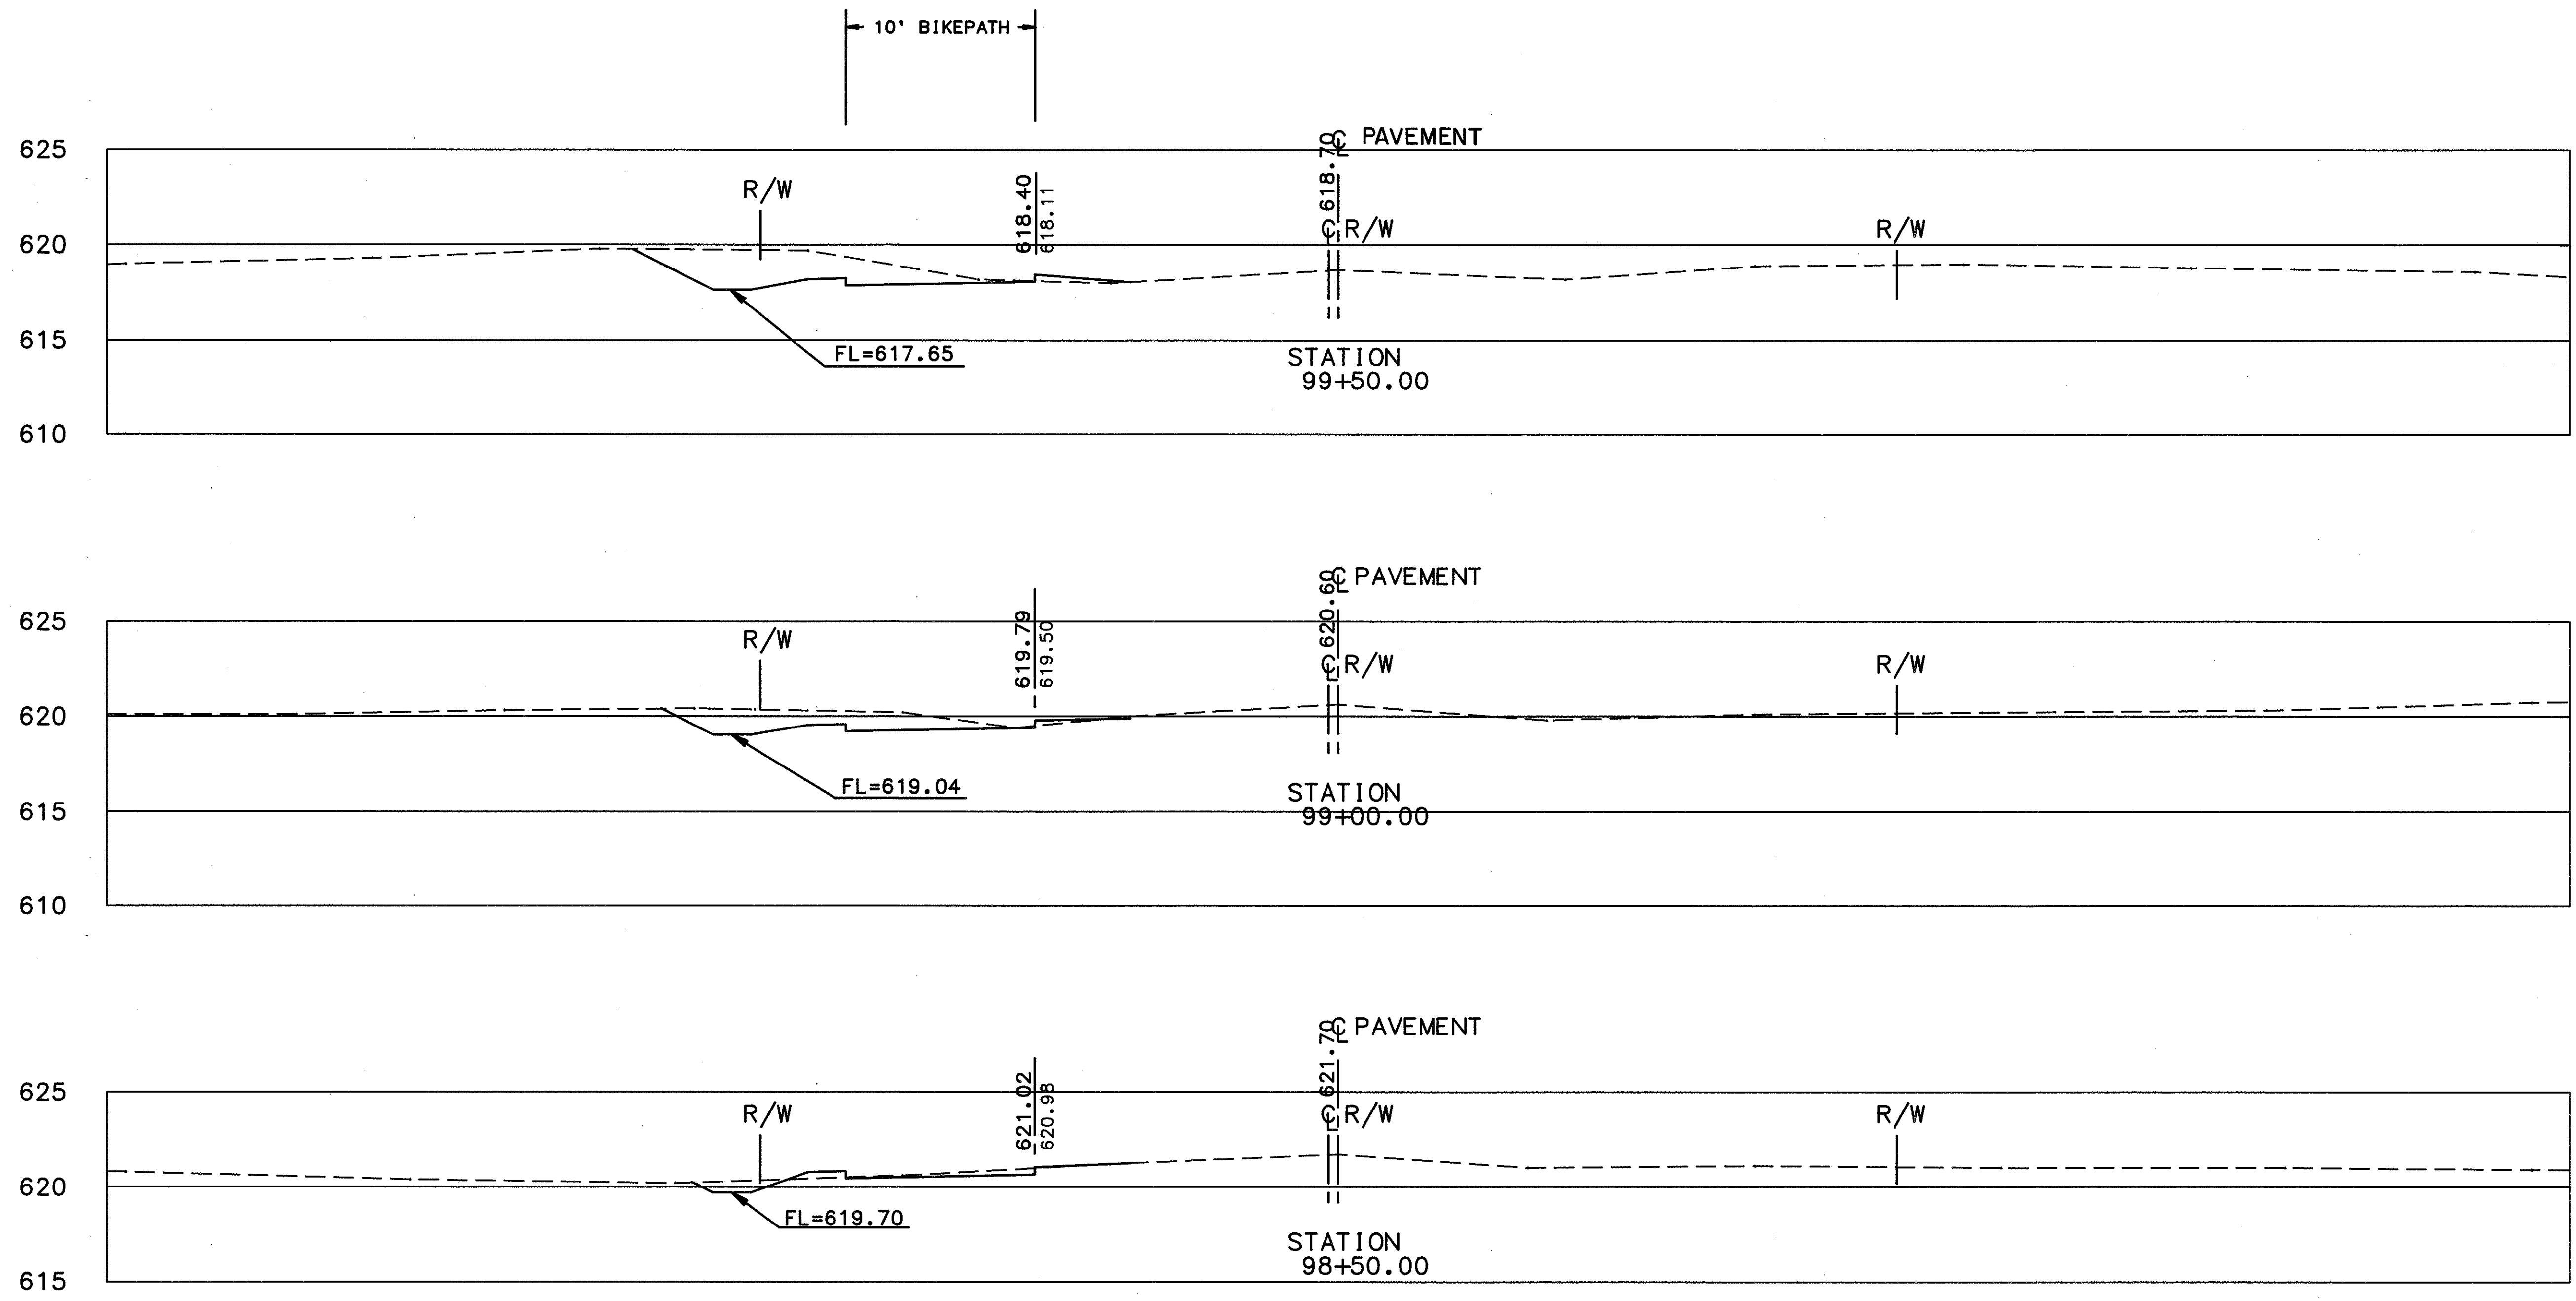 10' BIKEPATH
625
620
615
610
R/W
618.40
618.11
618.70
℄ PAVEMENT
℄ R/W
R/W
FL=617.65
STATION
99+50.00
625
620
615
610
R/W
619.79
619.50
620.60
℄ PAVEMENT
℄ R/W
R/W
FL=619.04
STATION
99+00.00
625
620
615
R/W
621.02
620.98
621.70
℄ PAVEMENT
℄ R/W
R/W
FL=619.70
STATION
98+50.00